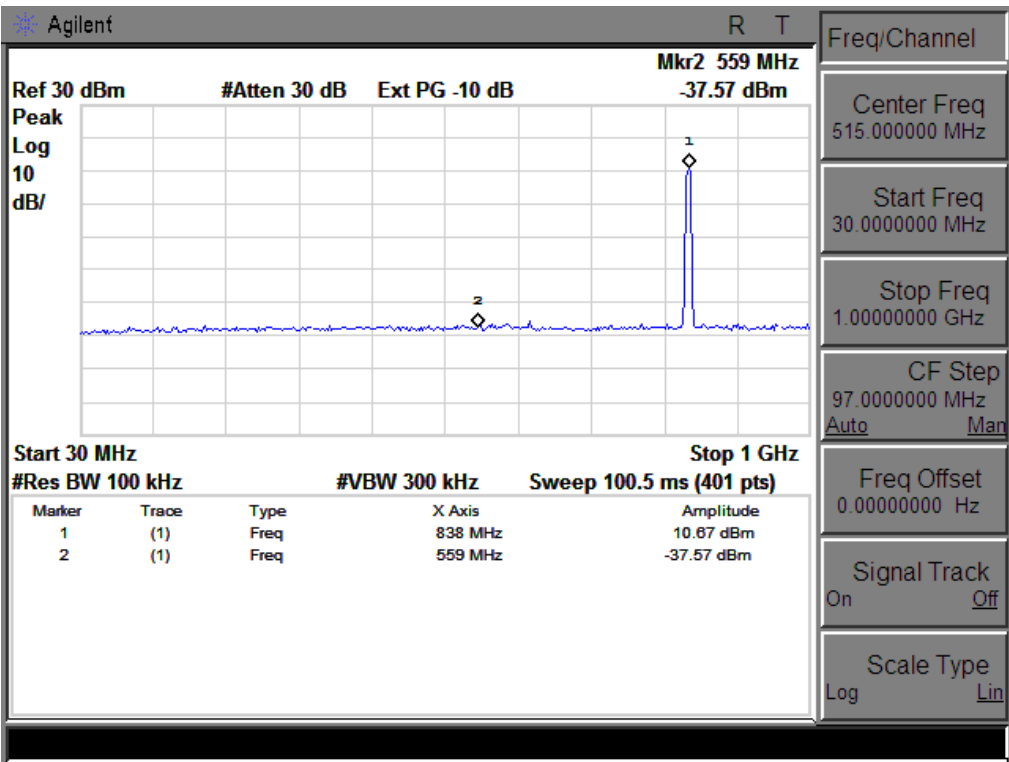 Agilent R T
Mkr2 559 MHz
Ref 30 dBm #Atten 30 dB Ext PG -10 dB -37.57 dBm
Peak
Log
10
dB/
1
2
Start 30 MHz Stop 1 GHz
#Res BW 100 kHz #VBW 300 kHz Sweep 100.5 ms (401 pts)
Marker Trace Type X Axis Amplitude
1 (1) Freq 838 MHz 10.67 dBm
2 (1) Freq 559 MHz -37.57 dBm
Freq/Channel
Center Freq
515.000000 MHz
Start Freq
30.0000000 MHz
Stop Freq
1.00000000 GHz
CF Step
97.0000000 MHz
Auto Man
Freq Offset
0.00000000 Hz
Signal Track
On Off
Scale Type
Log Lin